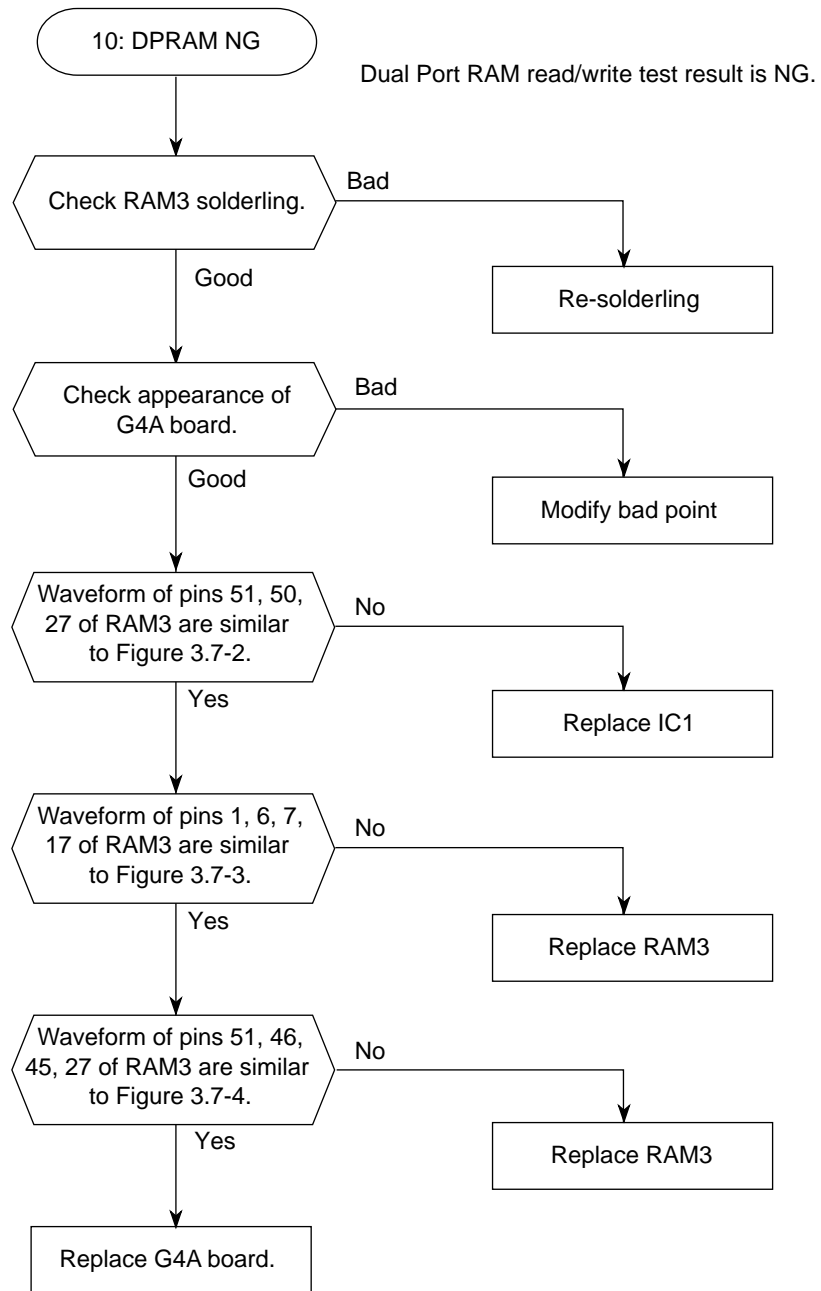 10: DPRAM NG
Dual Port RAM read/write test result is NG.
Check RAM3 solderling.
Bad
Good
Re-solderling
Check appearance of
G4A board.
Bad
Good
Modify bad point
Waveform of pins 51, 50,
27 of RAM3 are similar
to Figure 3.7-2.
No
Yes
Replace IC1
Waveform of pins 1, 6, 7,
17 of RAM3 are similar
to Figure 3.7-3.
No
Yes
Replace RAM3
Waveform of pins 51, 46,
45, 27 of RAM3 are similar
to Figure 3.7-4.
No
Yes
Replace RAM3
Replace G4A board.